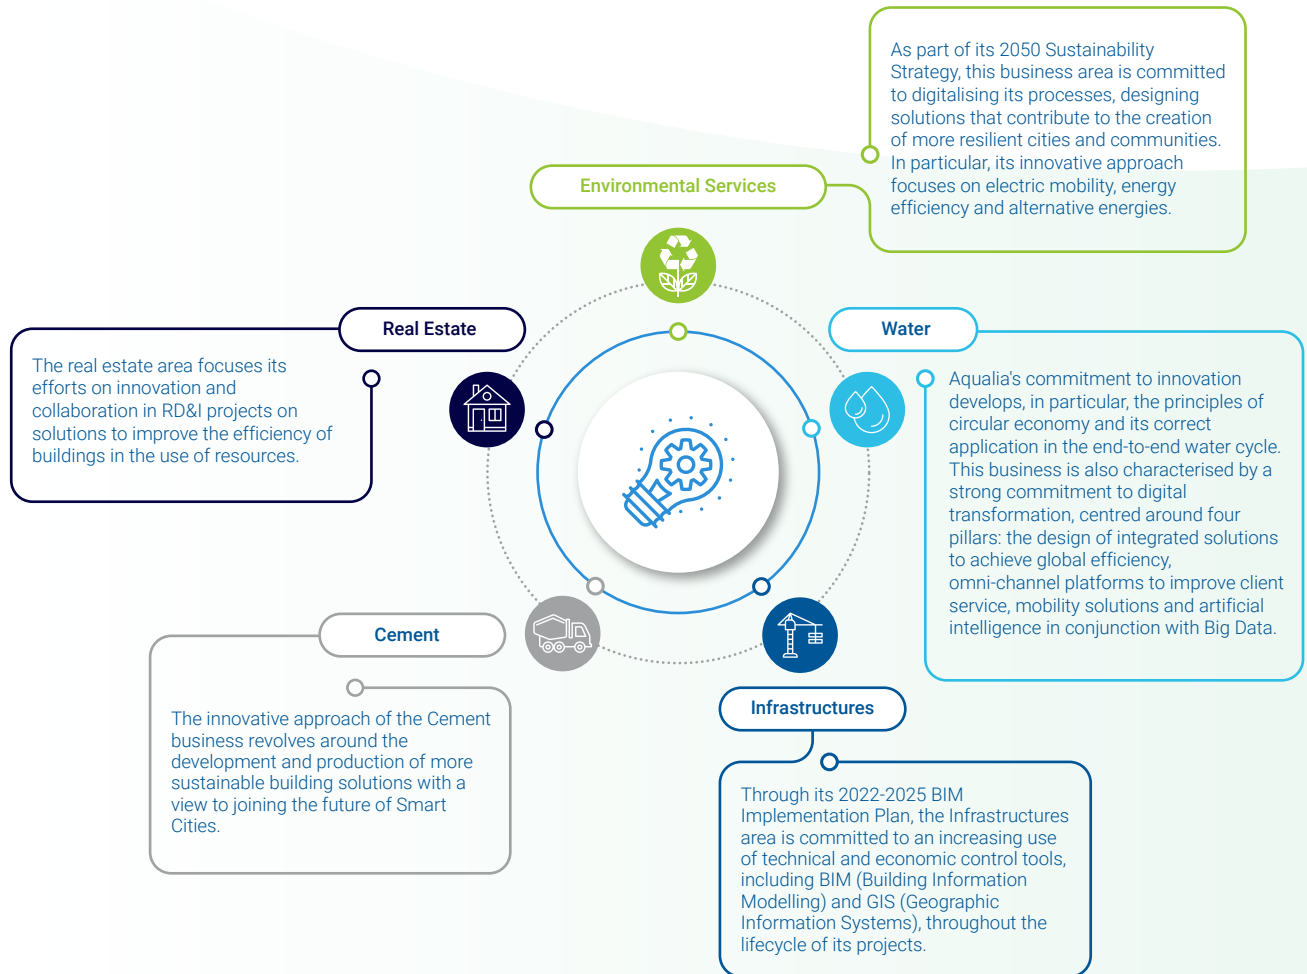 Environmental Services
As part of its 2050 Sustainability
Strategy, this business area is committed
to digitalising its processes, designing
solutions that contribute to the creation
of more resilient cities and communities.
In particular, its innovative approach
focuses on electric mobility, energy
efficiency and alternative energies.
Real Estate
The real estate area focuses its
efforts on innovation and
collaboration in RD&I projects on
solutions to improve the efficiency of
buildings in the use of resources.
Water
Aqualia's commitment to innovation
develops, in particular, the principles of
circular economy and its correct
application in the end-to-end water cycle.
This business is also characterised by a
strong commitment to digital
transformation, centred around four
pillars: the design of integrated solutions
to achieve global efficiency,
omni-channel platforms to improve client
service, mobility solutions and artificial
intelligence in conjunction with Big Data.
Cement
The innovative approach of the Cement
business revolves around the
development and production of more
sustainable building solutions with a
view to joining the future of Smart
Cities.
Infrastructures
Through its 2022-2025 BIM
Implementation Plan, the Infrastructures
area is committed to an increasing use
of technical and economic control tools,
including BIM (Building Information
Modelling) and GIS (Geographic
Information Systems), throughout the
lifecycle of its projects.